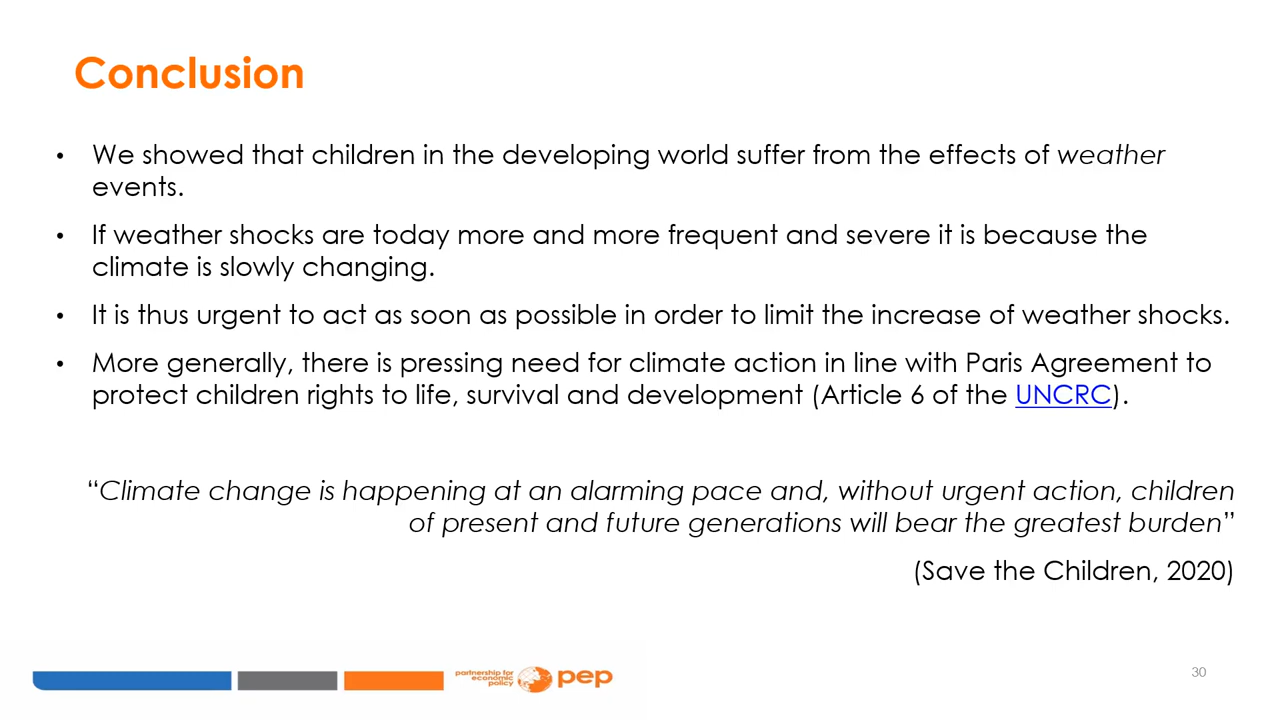 Conclusion
• We showed that children in the developing world suffer from the effects of weather
events.
• If weather shocks are today more and more frequent and severe it is because the
climate is slowly changing.
• It is thus urgent to act as soon as possible in order to limit the increase of weather shocks.
• More generally, there is pressing need for climate action in line with Paris Agreement to
protect children rights to life, survival and development (Article 6 of the UNCRC).
“Climate change is happening at an alarming pace and, without urgent action, children
of present and future generations will bear the greatest burden”
(Save the Children, 2020)
partnership for
economic
policy
pep
30